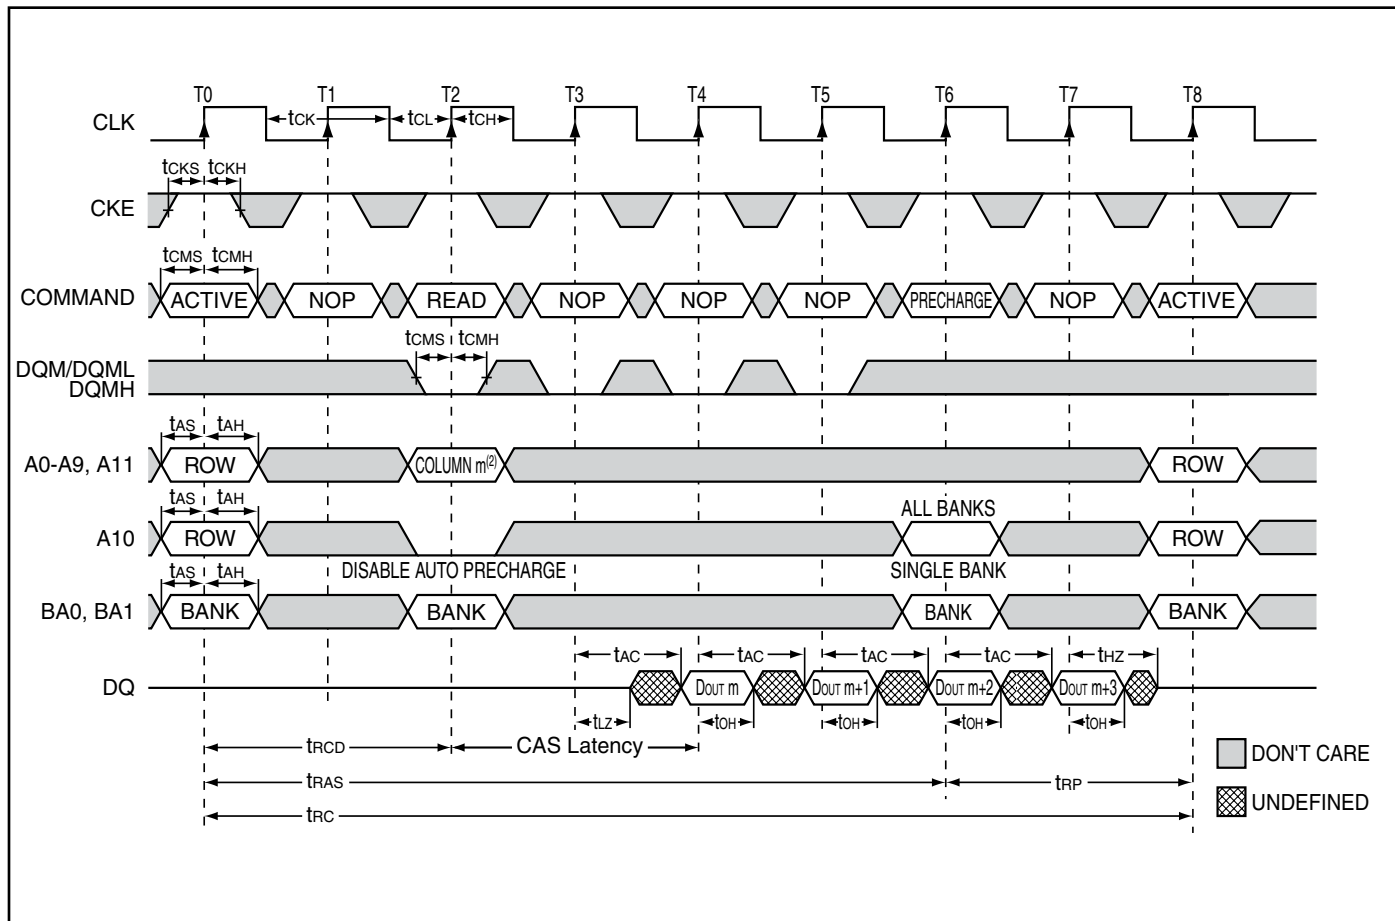 T0 T1 T2 T3 T4 T5 T6 T7 T8
CLK tCK tCL tCH
tCKS tCKH
CKE
tCMS tCMH
COMMAND ACTIVE NOP READ NOP NOP NOP PRECHARGE NOP ACTIVE
tCMS tCMH
DQM/DQML
DQMH
tAS tAH
A0-A9, A11 ROW COLUMN m(2) ROW
tAS tAH ALL BANKS
A10 ROW ROW
DISABLE AUTO PRECHARGE SINGLE BANK
tAS tAH
BA0, BA1 BANK BANK BANK BANK
tAC tAC tAC tAC tHZ
DQ DOUT m DOUT m+1 DOUT m+2 DOUT m+3
tLZ tOH tOH tOH tOH
tRCD CAS Latency
DON'T CARE
tRAS tRP
UNDEFINED
tRC